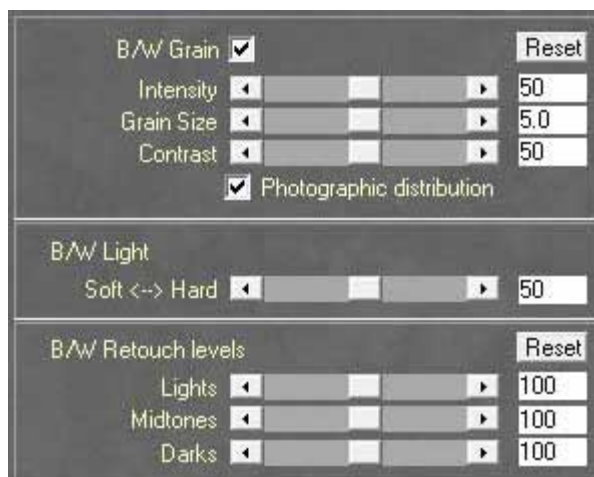 B/W Grain Reset
Intensity 50
Grain Size 5.0
Contrast 50
Photographic distribution
B/W Light
Soft <--> Hard 50
B/W Retouch levels Reset
Lights 100
Midtones 100
Darks 100